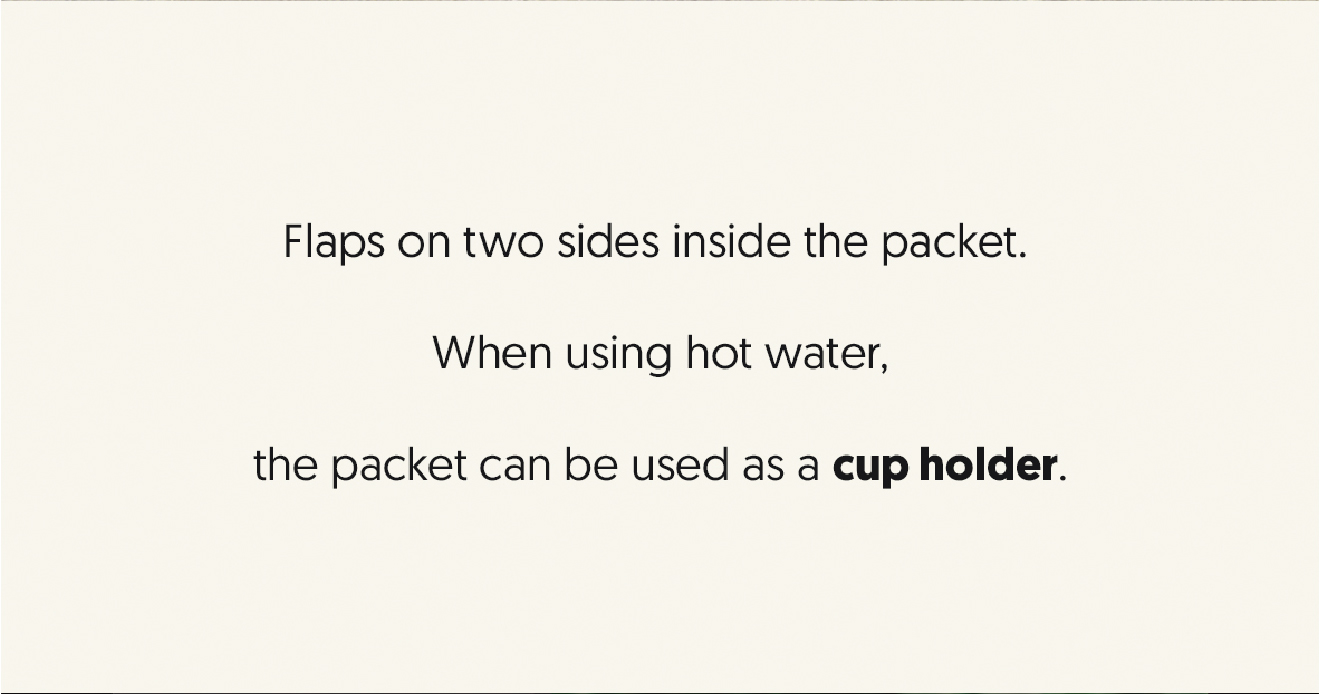 Flaps on two sides inside the packet.
When using hot water,
the packet can be used as a cup holder.